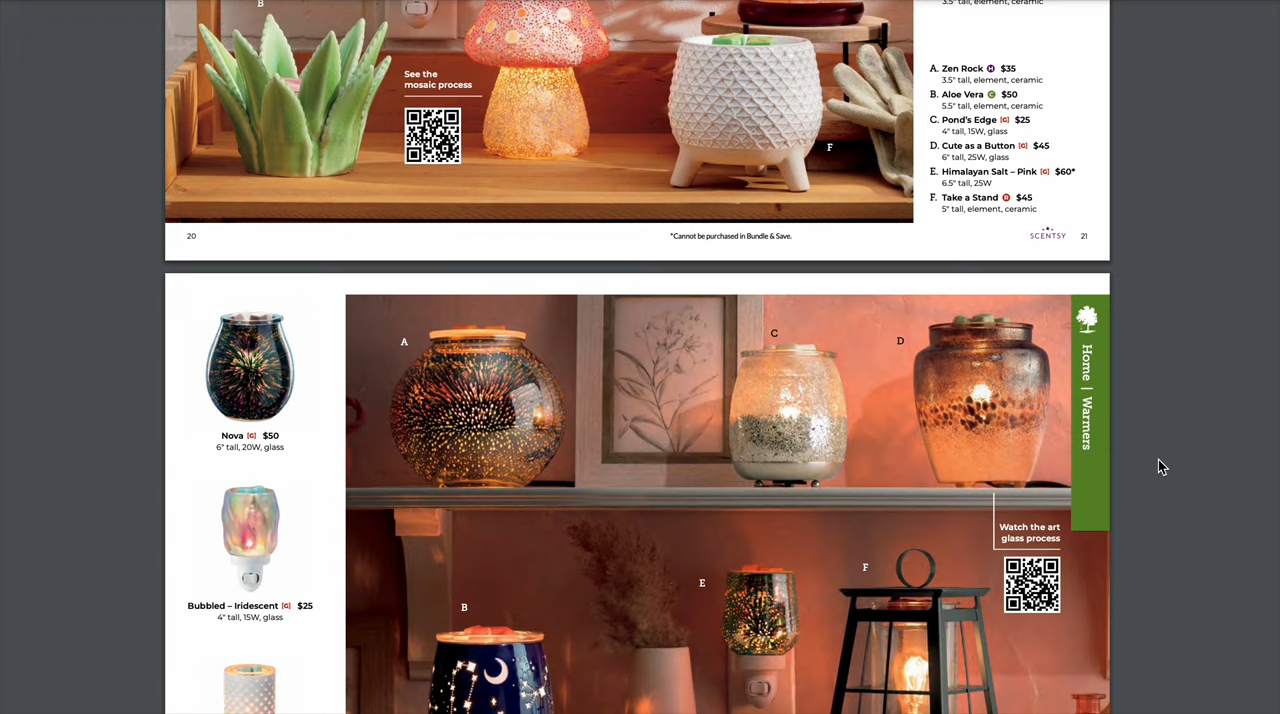 B
See the
mosaic process
F
3.5" tall, element, ceramic
A. Zen Rock H $35
3.5" tall, element, ceramic
B. Aloe Vera C $50
5.5" tall, element, ceramic
C. Pond's Edge [G] $25
4" tall, 15W, glass
D. Cute as a Button [G] $45
6" tall, 25W, glass
E. Himalayan Salt – Pink [G] $60*
6.5" tall, 25W
F. Take a Stand R $45
5" tall, element, ceramic
20
*Cannot be purchased in Bundle & Save.
SCENTSY
21
Nova [G] $50
6" tall, 20W, glass
Bubbled – Iridescent [G] $25
4" tall, 15W, glass
A
C
D
Home | Warmers
Watch the art
glass process
B
E
F